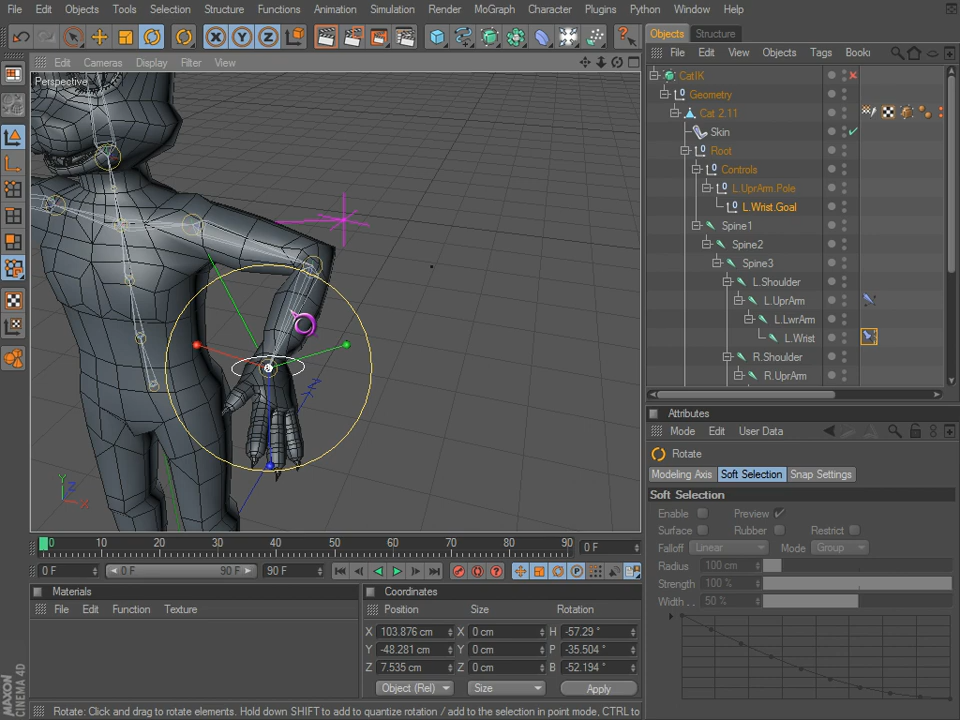 File Edit Objects Tools Selection Structure Functions Animation Simulation Render MoGraph Character Plugins Python Window Help
X Y Z
Objects Structure
Edit Cameras Display Filter View
File Edit View Objects Tags Book
Perspective
CatIK
Geometry
Cat 2.11
Skin
Root
Controls
L.UprArm.Pole
L.Wrist.Goal
Spine1
Spine2
Spine3
L.Shoulder
L.UprArm
L.LwrArm
L.Wrist
R.Shoulder
R.UprArm
Y Z X
Attributes
Mode Edit User Data
Rotate
Modeling Axis Soft Selection Snap Settings
Soft Selection
Enable Preview
Surface Rubber Restrict
Falloff Linear Mode Group
Radius 100 cm
Strength 100 %
Width . . 50 %
0 10 20 30 40 50 60 70 80 90 0 F
0 F 0 F 90 F 90 F
Materials
File Edit Function Texture
Coordinates
Position Size Rotation
X 103.876 cm X 0 cm H -57.29 °
Y -48.281 cm Y 0 cm P -35.504 °
Z 7.535 cm Z 0 cm B -52.194 °
Object (Rel) Size Apply
MAXON CINEMA 4D
Rotate: Click and drag to rotate elements. Hold down SHIFT to add to quantize rotation / add to the selection in point mode, CTRL to